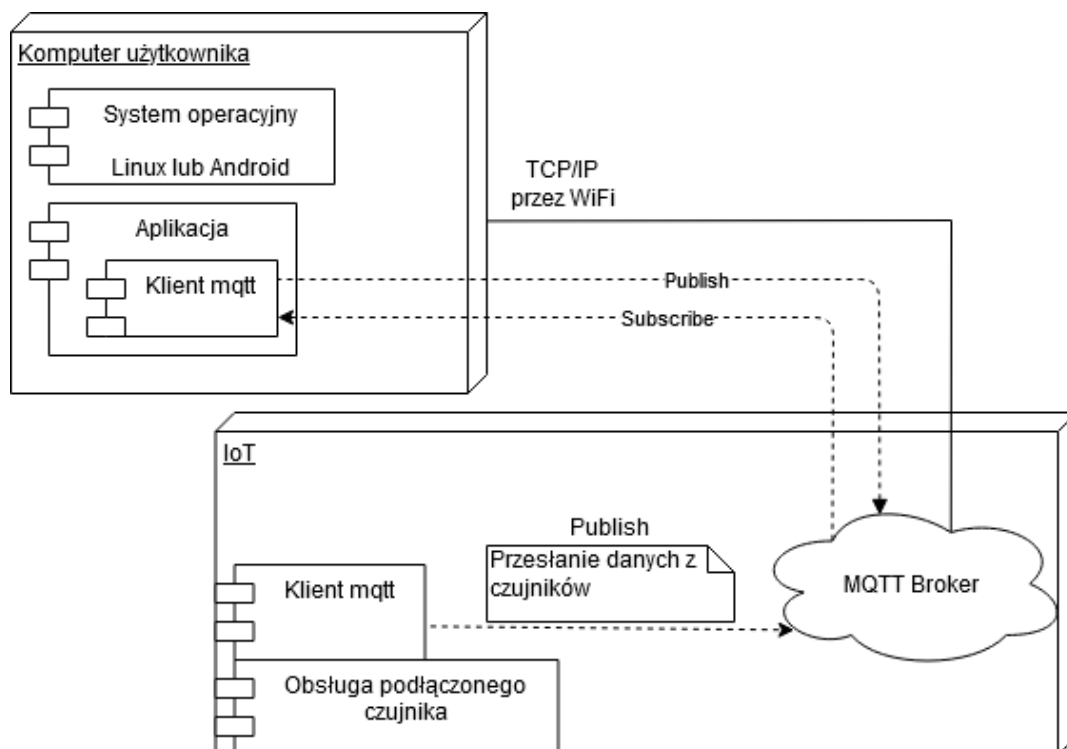 Komputer użytkownika
System operacyjny
Linux lub Android
TCP/IP
przez WiFi
Aplikacja
Klient mqtt
Publish
Subscribe
IoT
Publish
Przesłanie danych z
czujników
MQTT Broker
Klient mqtt
Obsługa podłączonego
czujnika